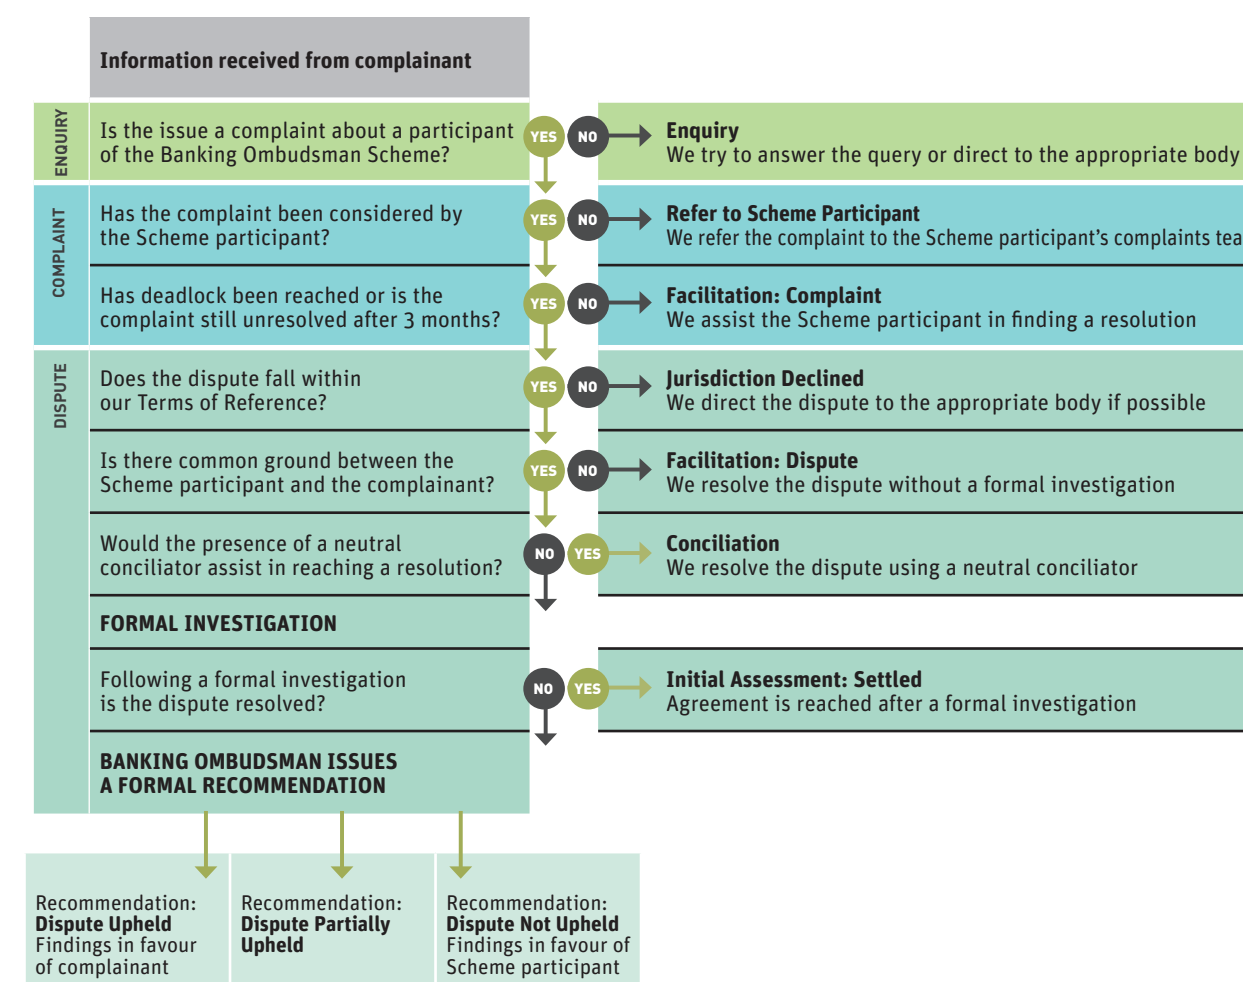 Information received from complainant
ENQUIRY
Is the issue a complaint about a participant
of the Banking Ombudsman Scheme?
YES
NO
Enquiry
We try to answer the query or direct to the appropriate body
COMPLAINT
Has the complaint been considered by
the Scheme participant?
YES
NO
Refer to Scheme Participant
We refer the complaint to the Scheme participant's complaints tea
Has deadlock been reached or is the
complaint still unresolved after 3 months?
YES
NO
Facilitation: Complaint
We assist the Scheme participant in finding a resolution
DISPUTE
Does the dispute fall within
our Terms of Reference?
YES
NO
Jurisdiction Declined
We direct the dispute to the appropriate body if possible
Is there common ground between the
Scheme participant and the complainant?
YES
NO
Facilitation: Dispute
We resolve the dispute without a formal investigation
Would the presence of a neutral
conciliator assist in reaching a resolution?
NO
YES
Conciliation
We resolve the dispute using a neutral conciliator
FORMAL INVESTIGATION
Following a formal investigation
is the dispute resolved?
NO
YES
Initial Assessment: Settled
Agreement is reached after a formal investigation
BANKING OMBUDSMAN ISSUES
A FORMAL RECOMMENDATION
Recommendation:
Dispute Upheld
Findings in favour
of complainant
Recommendation:
Dispute Partially
Upheld
Recommendation:
Dispute Not Upheld
Findings in favour of
Scheme participant